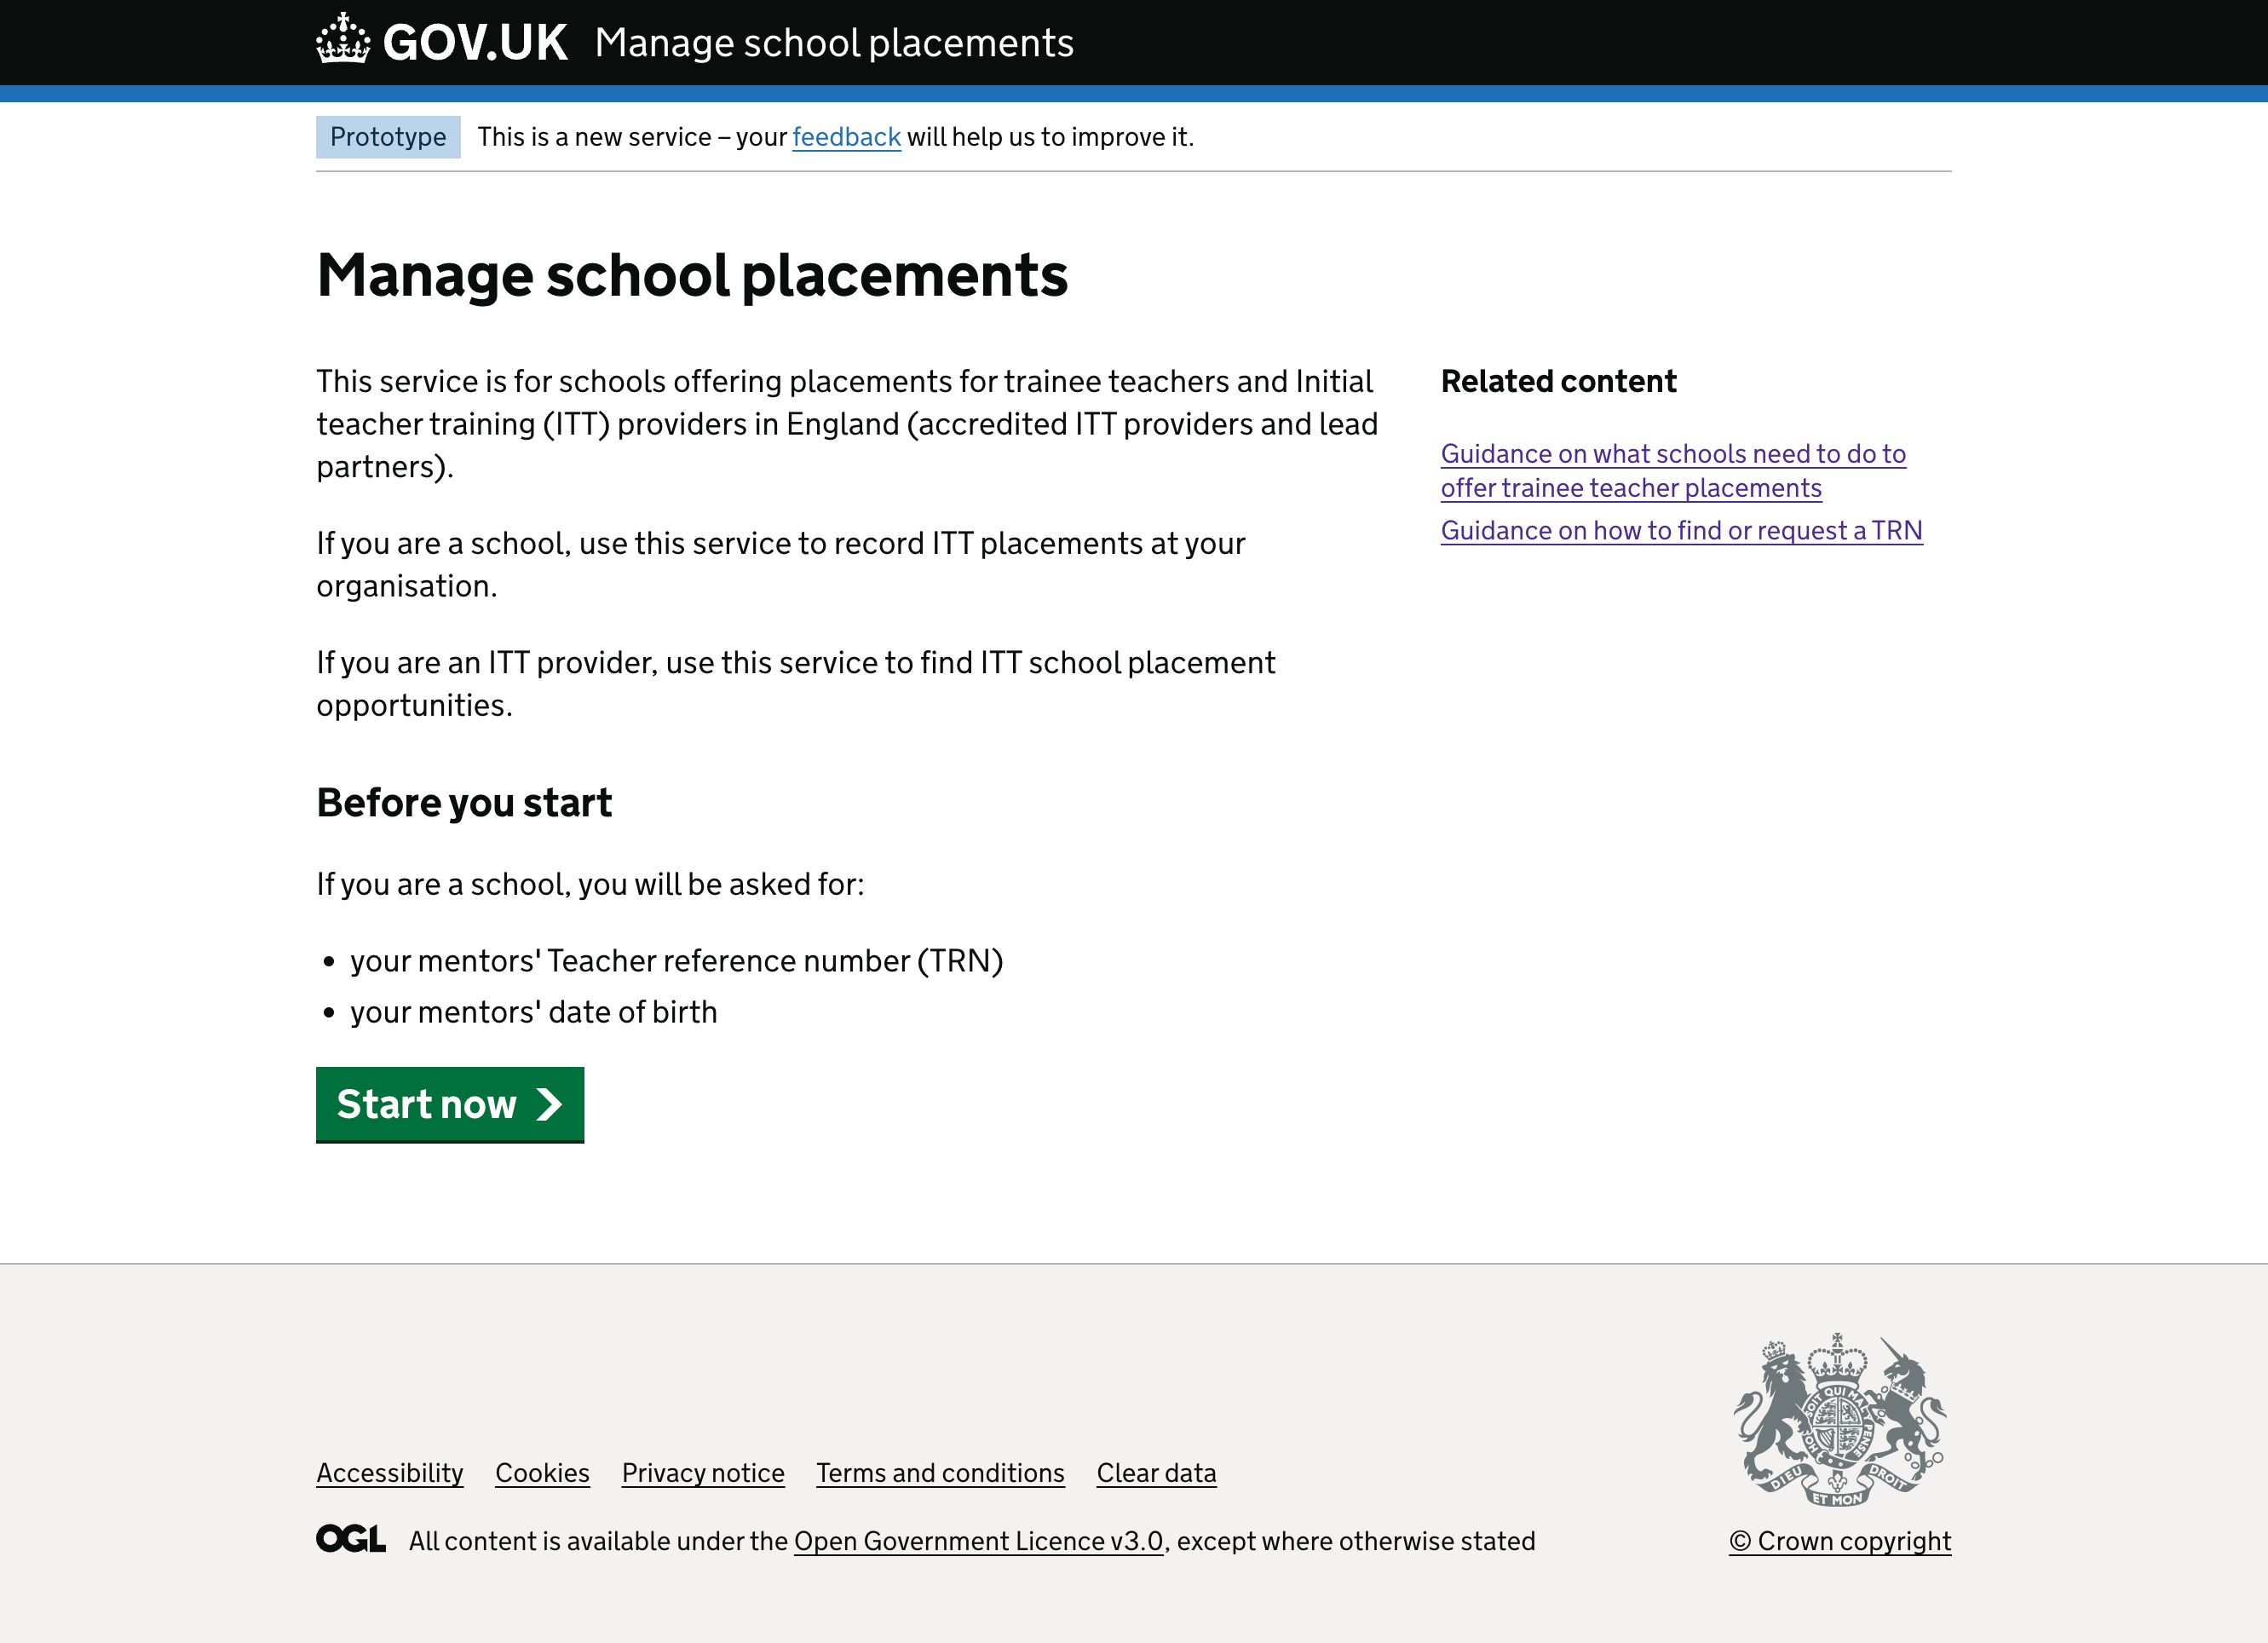 GOV.UK Manage school placements
Prototype This is a new service – your feedback will help us to improve it.
Manage school placements
This service is for schools offering placements for trainee teachers and Initial
teacher training (ITT) providers in England (accredited ITT providers and lead
partners).
If you are a school, use this service to record ITT placements at your
organisation.
If you are an ITT provider, use this service to find ITT school placement
opportunities.
Before you start
If you are a school, you will be asked for:
• your mentors' Teacher reference number (TRN)
• your mentors' date of birth
Start now
Related content
Guidance on what schools need to do to
offer trainee teacher placements
Guidance on how to find or request a TRN
Accessibility Cookies Privacy notice Terms and conditions Clear data
OGL All content is available under the Open Government Licence v3.0, except where otherwise stated
SOIT QUI MAL
HON
PENSE
DIEU ET MON DROIT
© Crown copyright